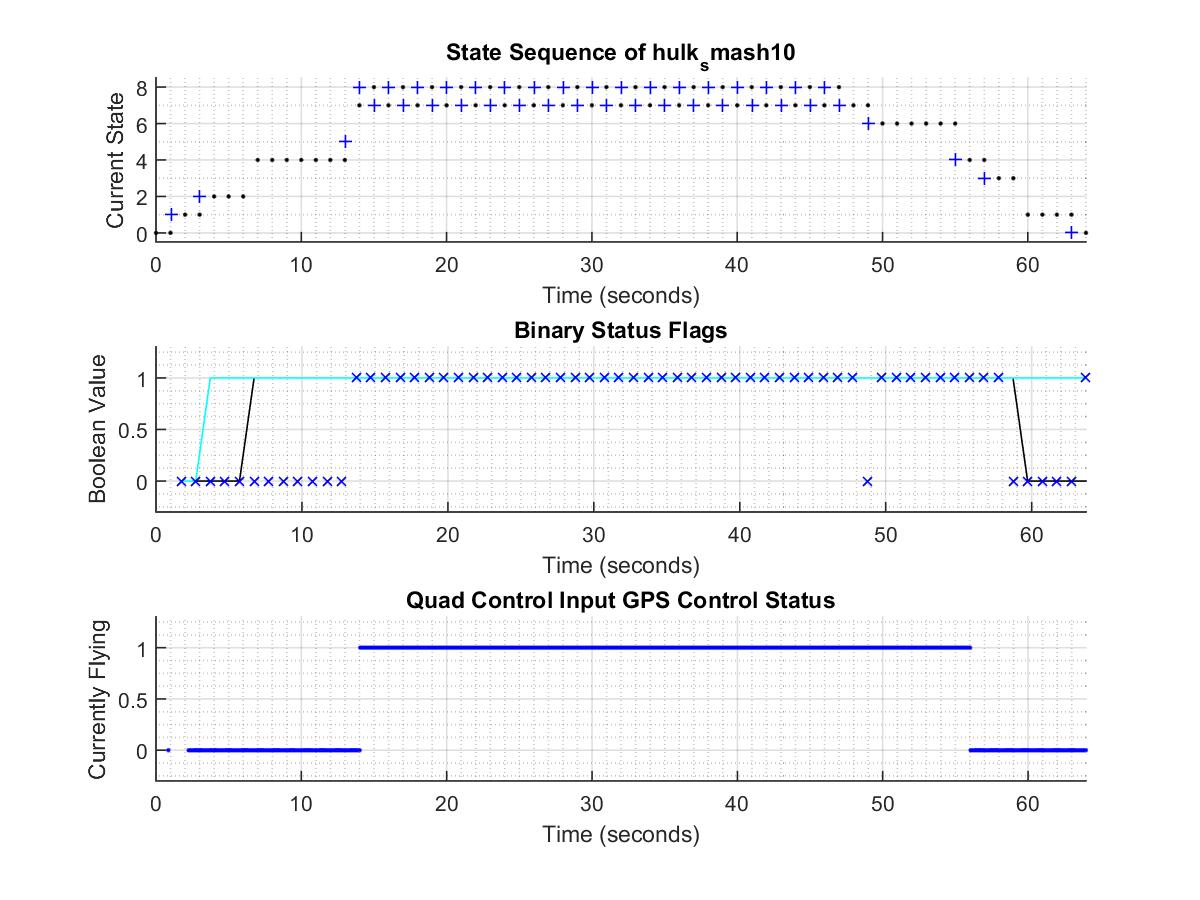 State Sequence of hulk_smash10
Current State
8
6
4
2
0
0 10 20 30 40 50 60
Time (seconds)
Binary Status Flags
Boolean Value
1
0.5
0
0 10 20 30 40 50 60
Time (seconds)
Quad Control Input GPS Control Status
Currently Flying
1
0.5
0
0 10 20 30 40 50 60
Time (seconds)